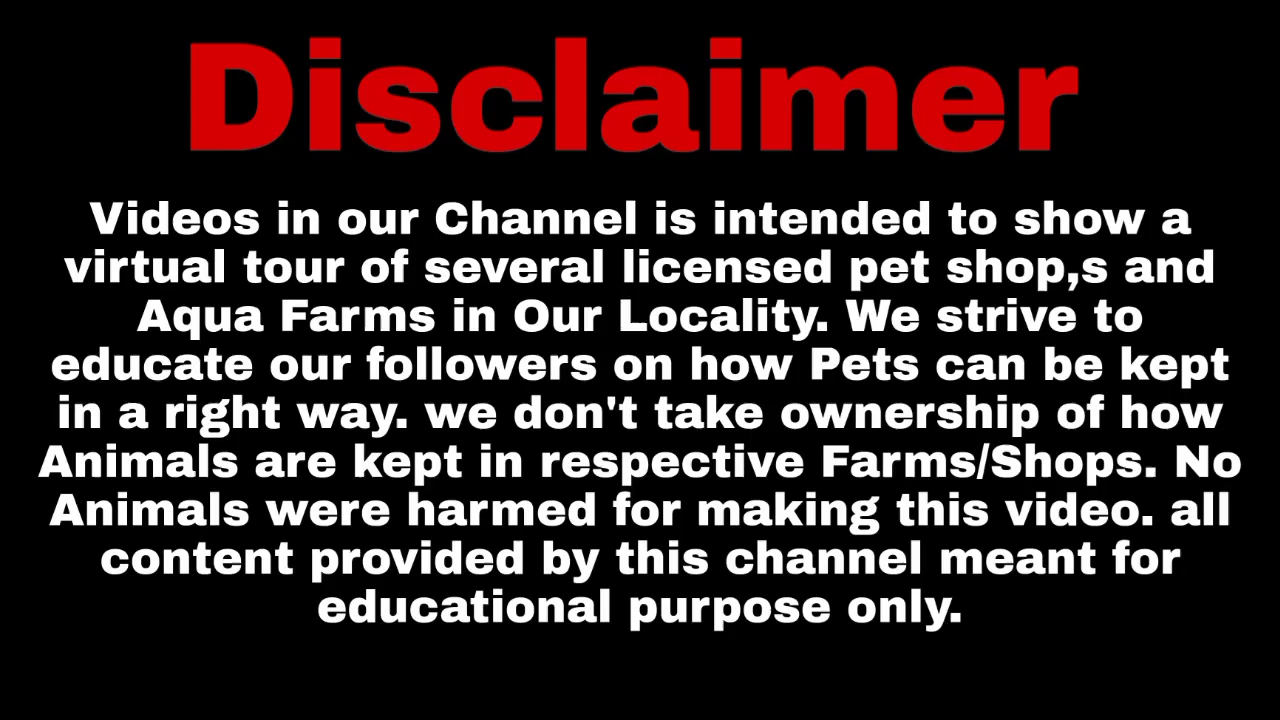 Disclaimer
Videos in our Channel is intended to show a
virtual tour of several licensed pet shop,s and
Aqua Farms in Our Locality. We strive to
educate our followers on how Pets can be kept
in a right way. we don't take ownership of how
Animals are kept in respective Farms/Shops. No
Animals were harmed for making this video. all
content provided by this channel meant for
educational purpose only.